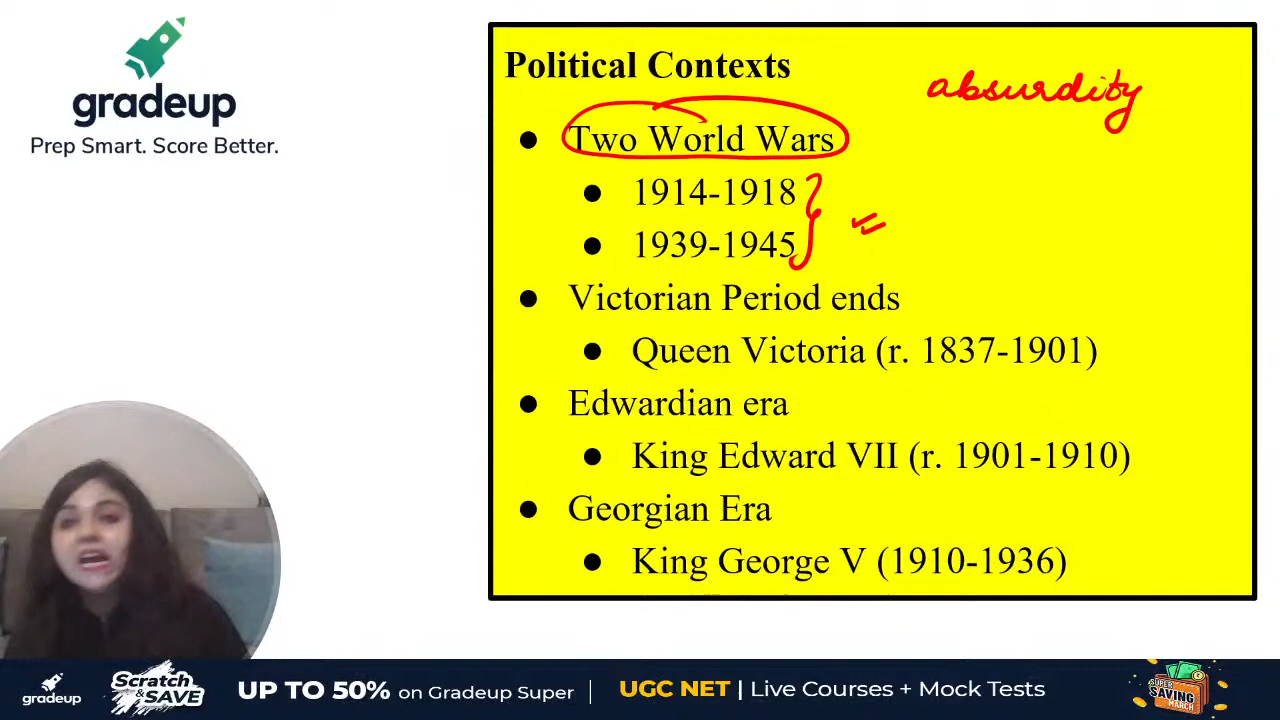 gradeup
Prep Smart. Score Better.
Political Contexts
absurdity
● Two World Wars
● 1914-1918
● 1939-1945
● Victorian Period ends
● Queen Victoria (r. 1837-1901)
● Edwardian era
● King Edward VII (r. 1901-1910)
● Georgian Era
● King George V (1910-1936)
gradeup
Scratch & SAVE
UP TO 50% on Gradeup Super | UGC NET | Live Courses + Mock Tests
SUPER SAVING MARCH